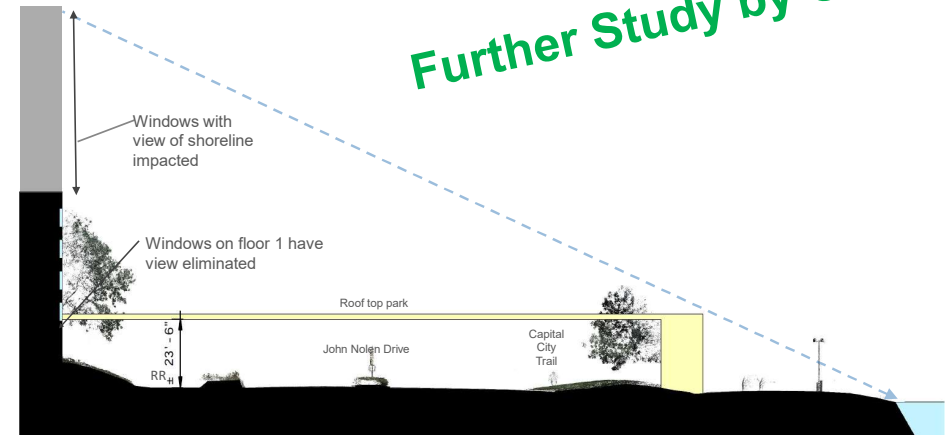 Further Study by
Windows with
view of shoreline
impacted
Windows on floor 1 have
view eliminated
Roof top park
23'-6"
RR
John Nolen Drive
Capital
City
Trail